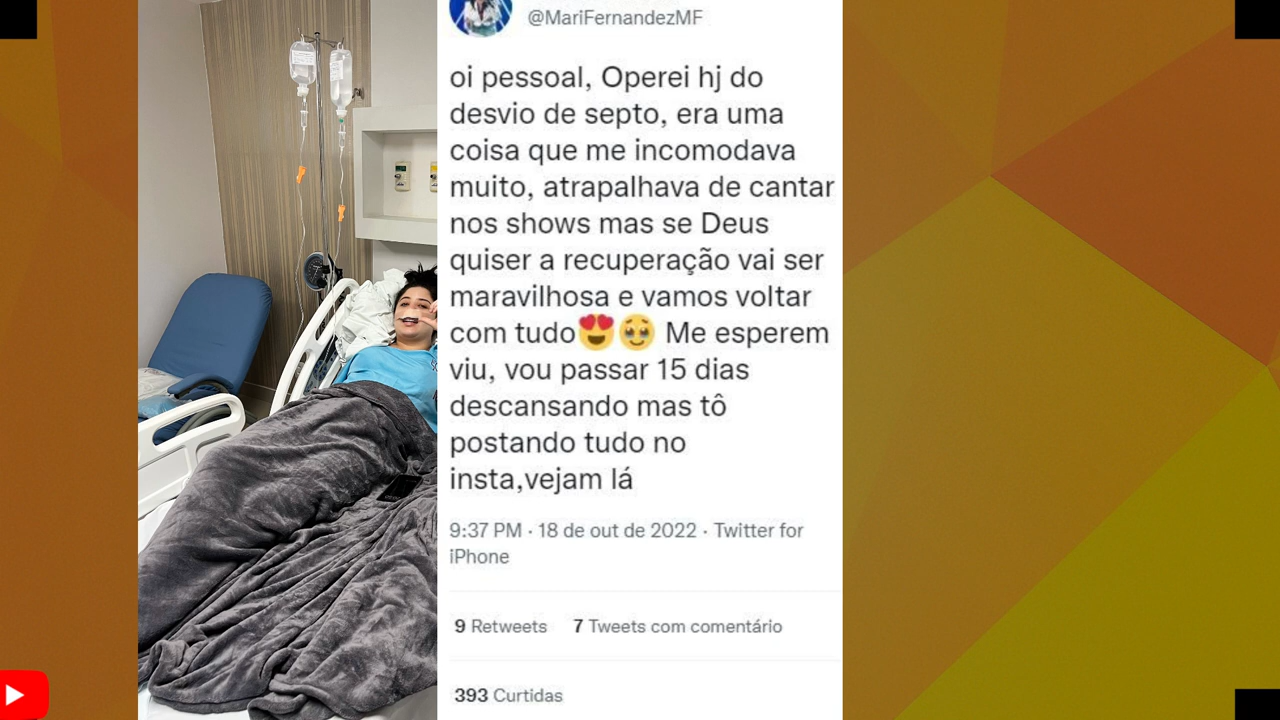 @MariFernandezMF
oi pessoal, Operei hj do
desvio de septo, era uma
coisa que me incomodava
muito, atrapalhava de cantar
nos shows mas se Deus
quiser a recuperação vai ser
maravilhosa e vamos voltar
com tudo😍🥹 Me esperem
viu, vou passar 15 dias
descansando mas tô
postando tudo no
insta,vejam lá
9:37 PM · 18 de out de 2022 · Twitter for
iPhone
9 Retweets 7 Tweets com comentário
393 Curtidas